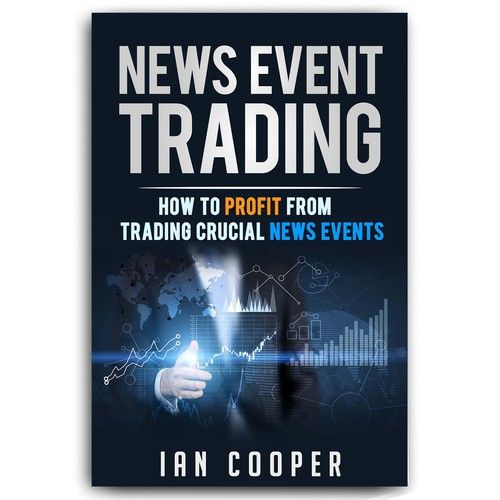 NEWS EVENT
TRADING
HOW TO PROFIT FROM
TRADING CRUCIAL NEWS EVENTS
IAN COOPER